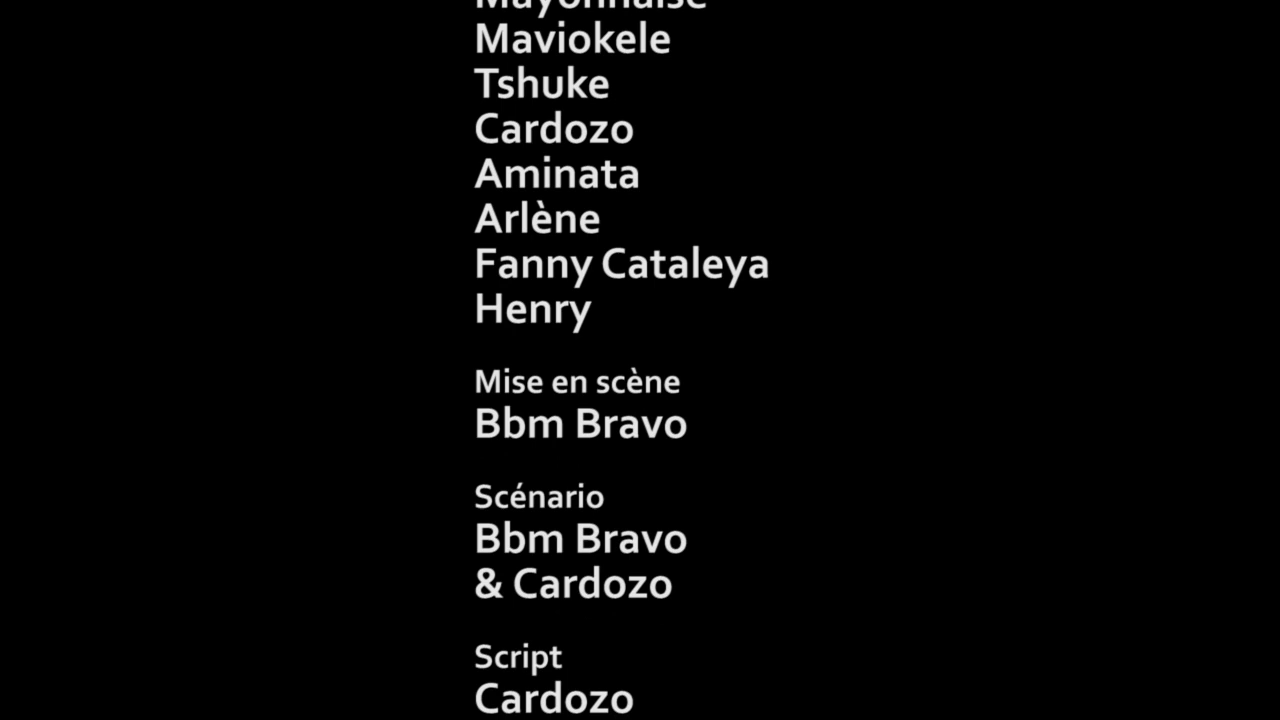 Mayonnaise
Maviokele
Tshuke
Cardozo
Aminata
Arlène
Fanny Cataleya
Henry
Mise en scène
Bbm Bravo
Scénario
Bbm Bravo
& Cardozo
Script
Cardozo